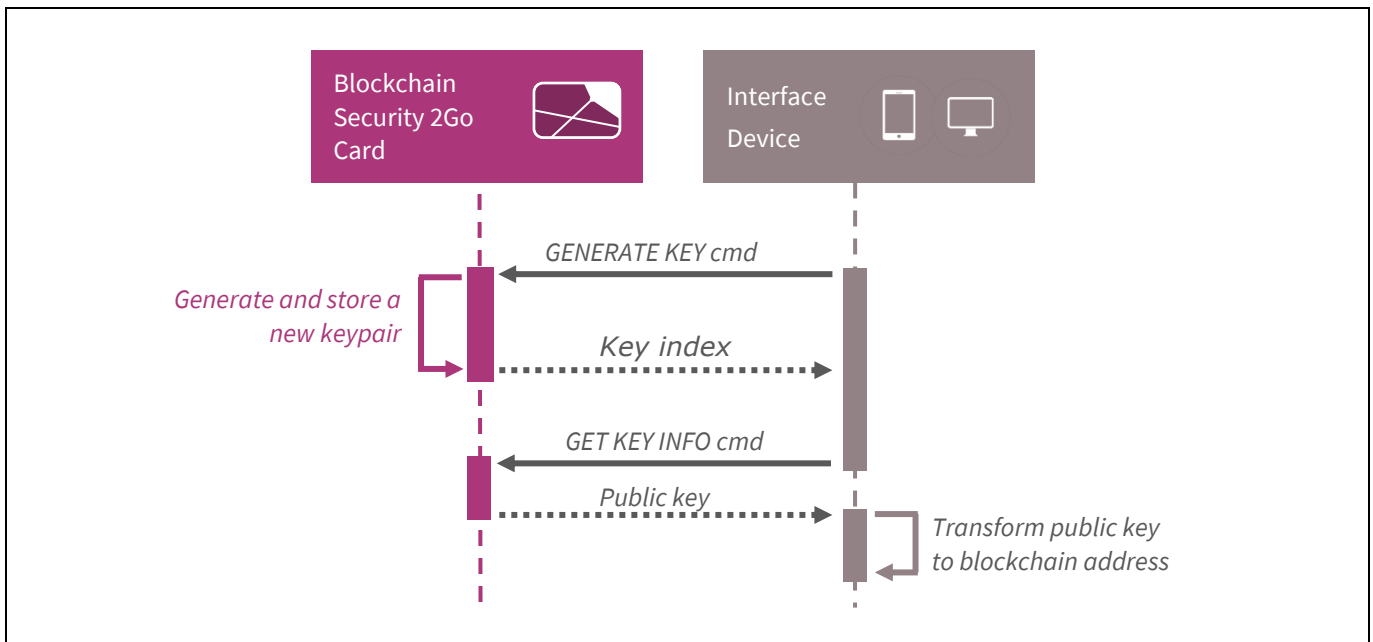 Blockchain
Security 2Go
Card
Interface
Device
GENERATE KEY cmd
Generate and store a
new keypair
Key index
GET KEY INFO cmd
Public key
Transform public key
to blockchain address